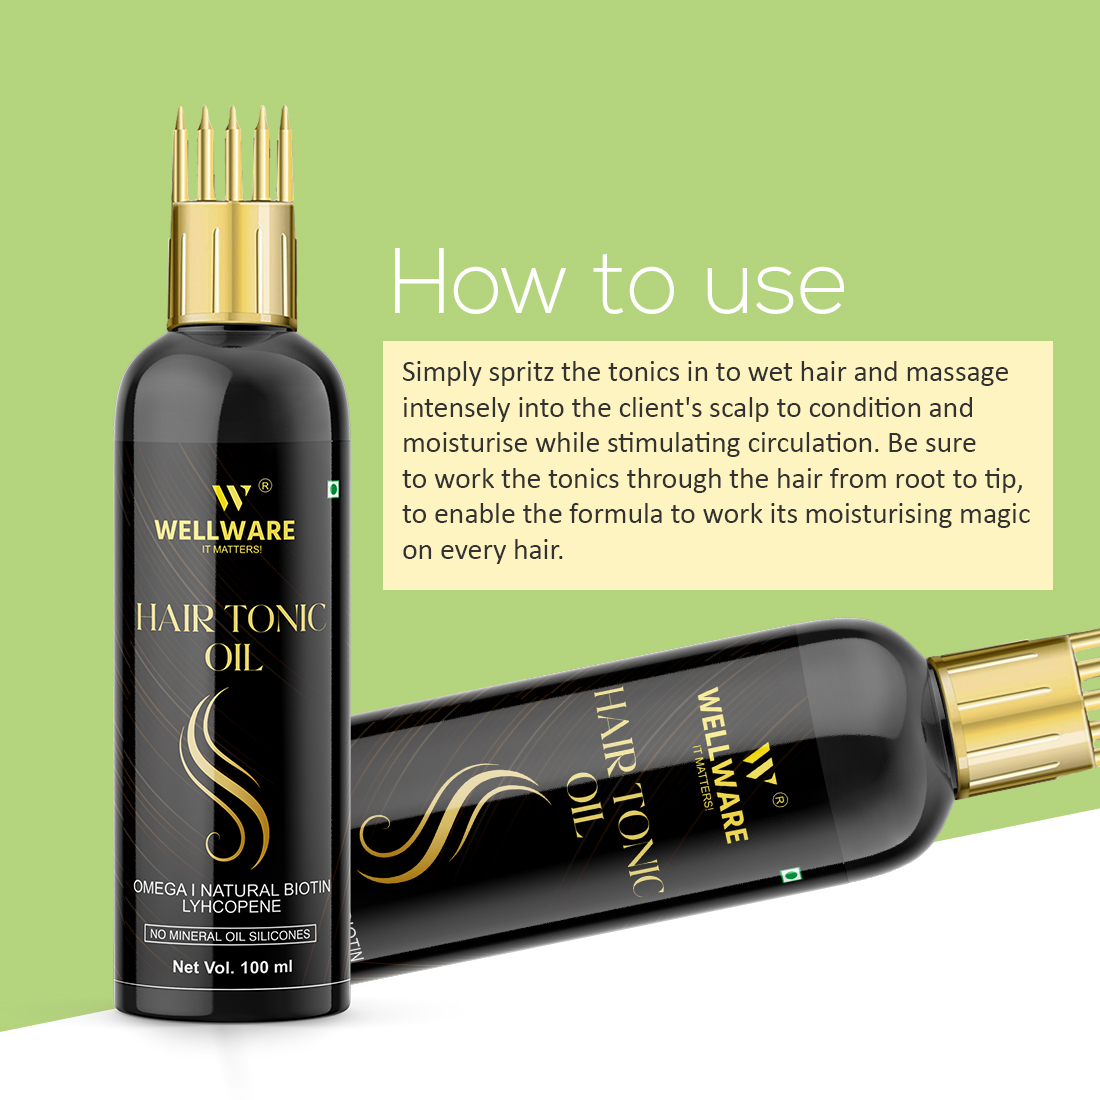 How to use
Simply spritz the tonics in to wet hair and massage
intensely into the client's scalp to condition and
moisturise while stimulating circulation. Be sure
to work the tonics through the hair from root to tip,
to enable the formula to work its moisturising magic
on every hair.
W ®
WELLWARE
IT MATTERS!
HAIR TONIC
OIL
OMEGA I NATURAL BIOTIN
LYHCOPENE
NO MINERAL OIL SILICONES
Net Vol. 100 ml
W ®
WELLWARE
IT MATTERS!
HAIR TONIC
OIL